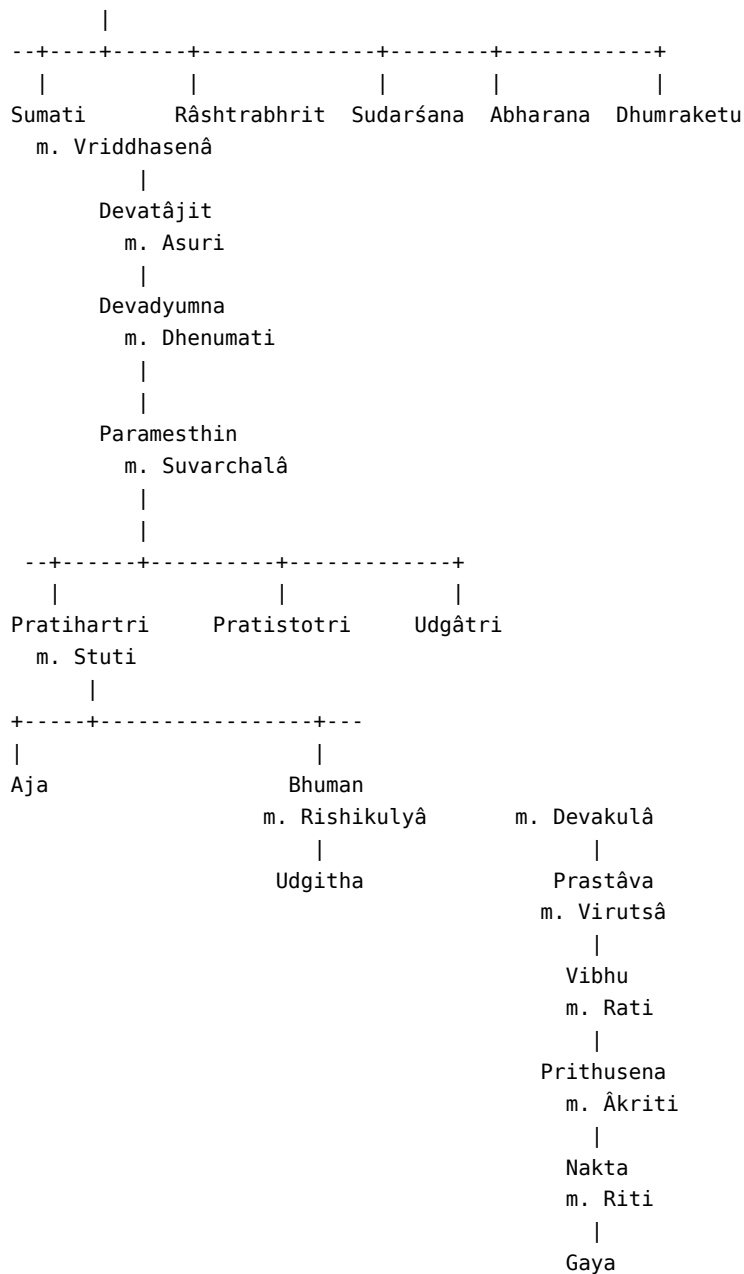 |
--+----+------+--------------+--------+------------+
|           |              |        |            |
Sumati     Râshtrabhrit  Sudarśana  Abharana  Dhumraketu
m. Vriddhasenâ
|
Devatâjit
m. Asuri
|
Devadyumna
m. Dhenumati
|
|
Paramesthin
m. Suvarchalâ
|
|
--+------+----------+-------------+
|                 |             |
Pratihartri     Pratistotri     Udgâtri
m. Stuti
|
+-----+-----------------+---
|                       |
Aja                     Bhuman
m. Rishikulyâ       m. Devakulâ
|                     |
Udgitha               Prastâva
m. Virutsâ
|
Vibhu
m. Rati
|
Prithusena
m. Âkriti
|
Nakta
m. Riti
|
Gaya